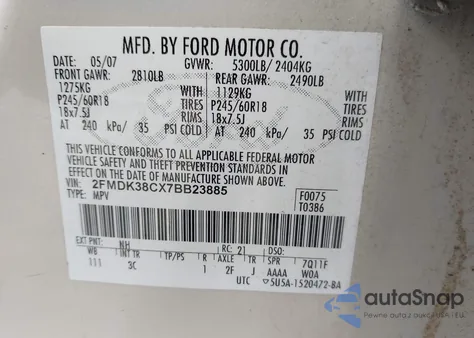 MFD. BY FORD MOTOR CO.
DATE: 05/07 GVWR: 5300LB/ 2404KG
FRONT GAWR: 2810LB REAR GAWR: 2490LB
1275KG WITH 1129KG WITH
P245/60R18 TIRES P245/60R18 TIRES
18x7.5J RIMS 18x7.5J RIMS
AT 240 kPa/ 35 PSI COLD AT 240 kPa/ 35 PSI COLD
THIS VEHICLE CONFORMS TO ALL APPLICABLE FEDERAL MOTOR
VEHICLE SAFETY AND THEFT PREVENTION STANDARDS IN
EFFECT ON THE DATE OF MANUFACTURE SHOWN ABOVE.
VIN: 2FMDK38CX7BB23885
TYPE: MPV
F0075
T0386
Ford
EXT PNT: NH RC: 21 DSO:
WB INT TR TP/PS R AXLE TR SPR 7Q11F
111 3C 1 2F J AAAA W0A
UTC 5U5A-1520472-BA
autoSnap
Pewne auto z USA i EU